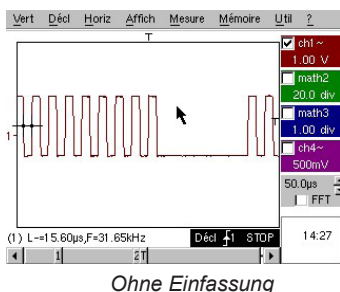 Vert Décl Horiz Affich Mesure Mémoire Util ?
T
ch1 ~
1.00 V
math2
20.0 div
math3
1.00 div
ch4~
500mV
50.0µs
FFT
1
T
(1) L-=15.60µs,F=31.65kHz Décl 1 STOP
14:27
1 2T
Ohne Einfassung